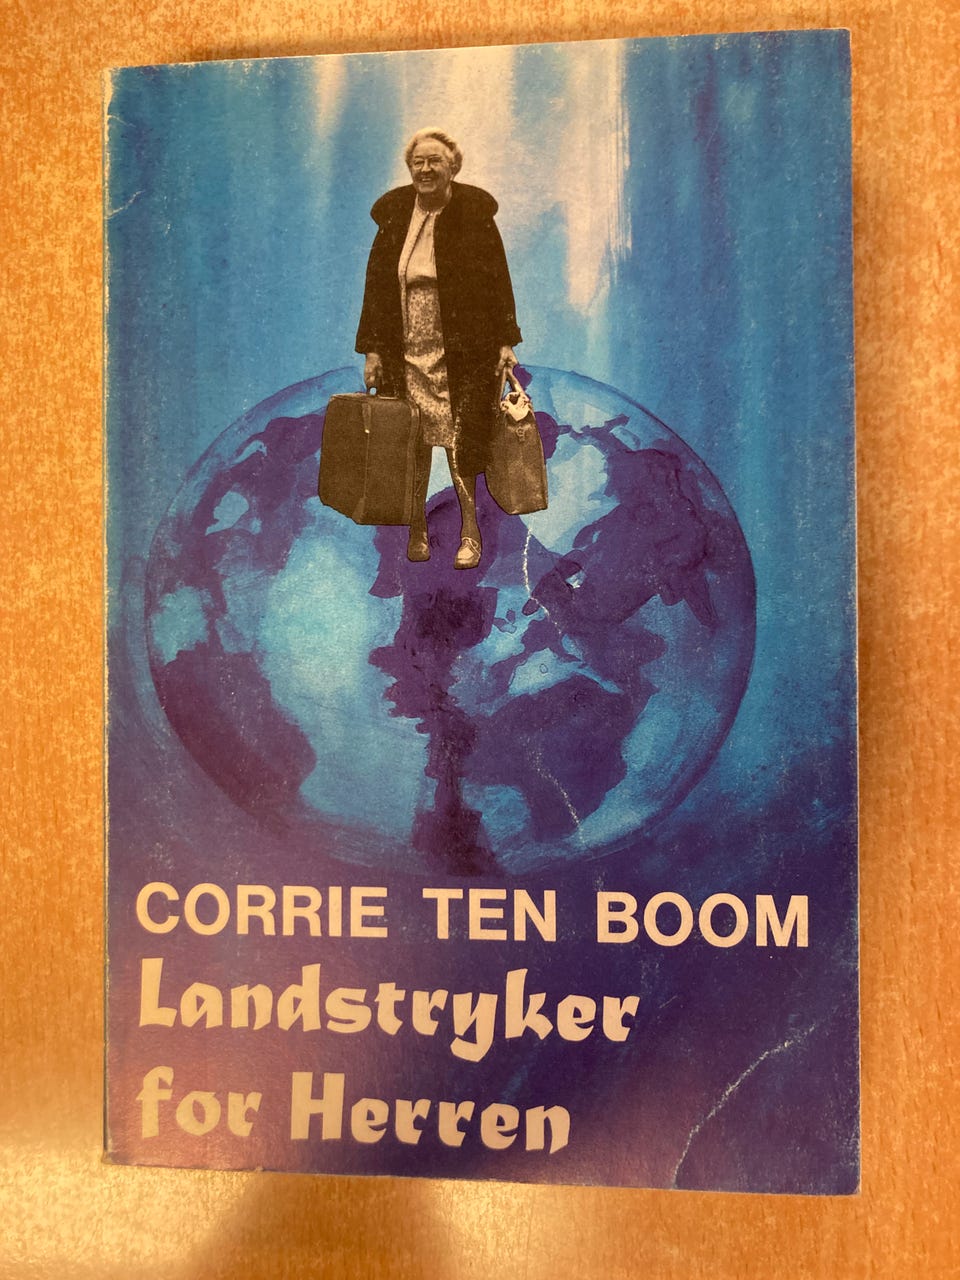 CORRIE TEN BOOM
Landstryker
for Herren